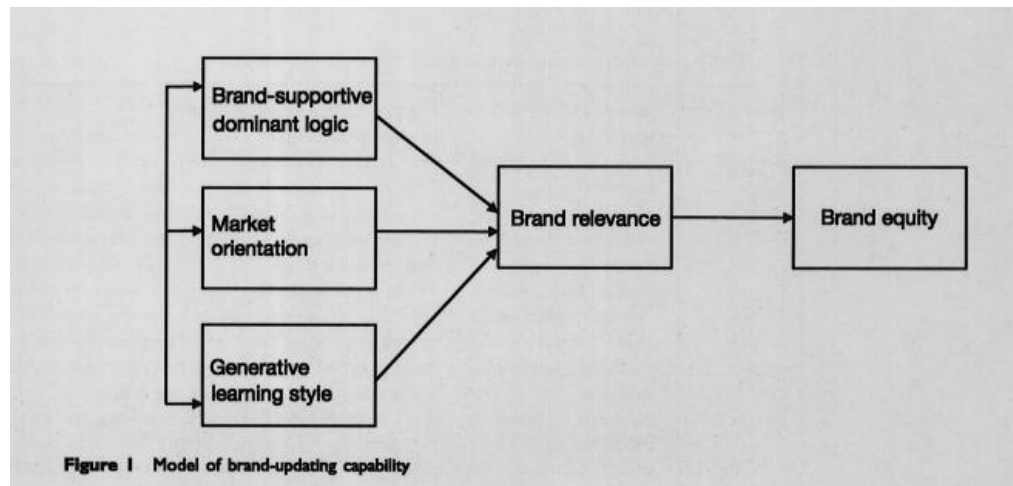 Brand-supportive
dominant logic
Market
orientation
Brand relevance
Brand equity
Generative
learning style
Figure 1 Model of brand-updating capability